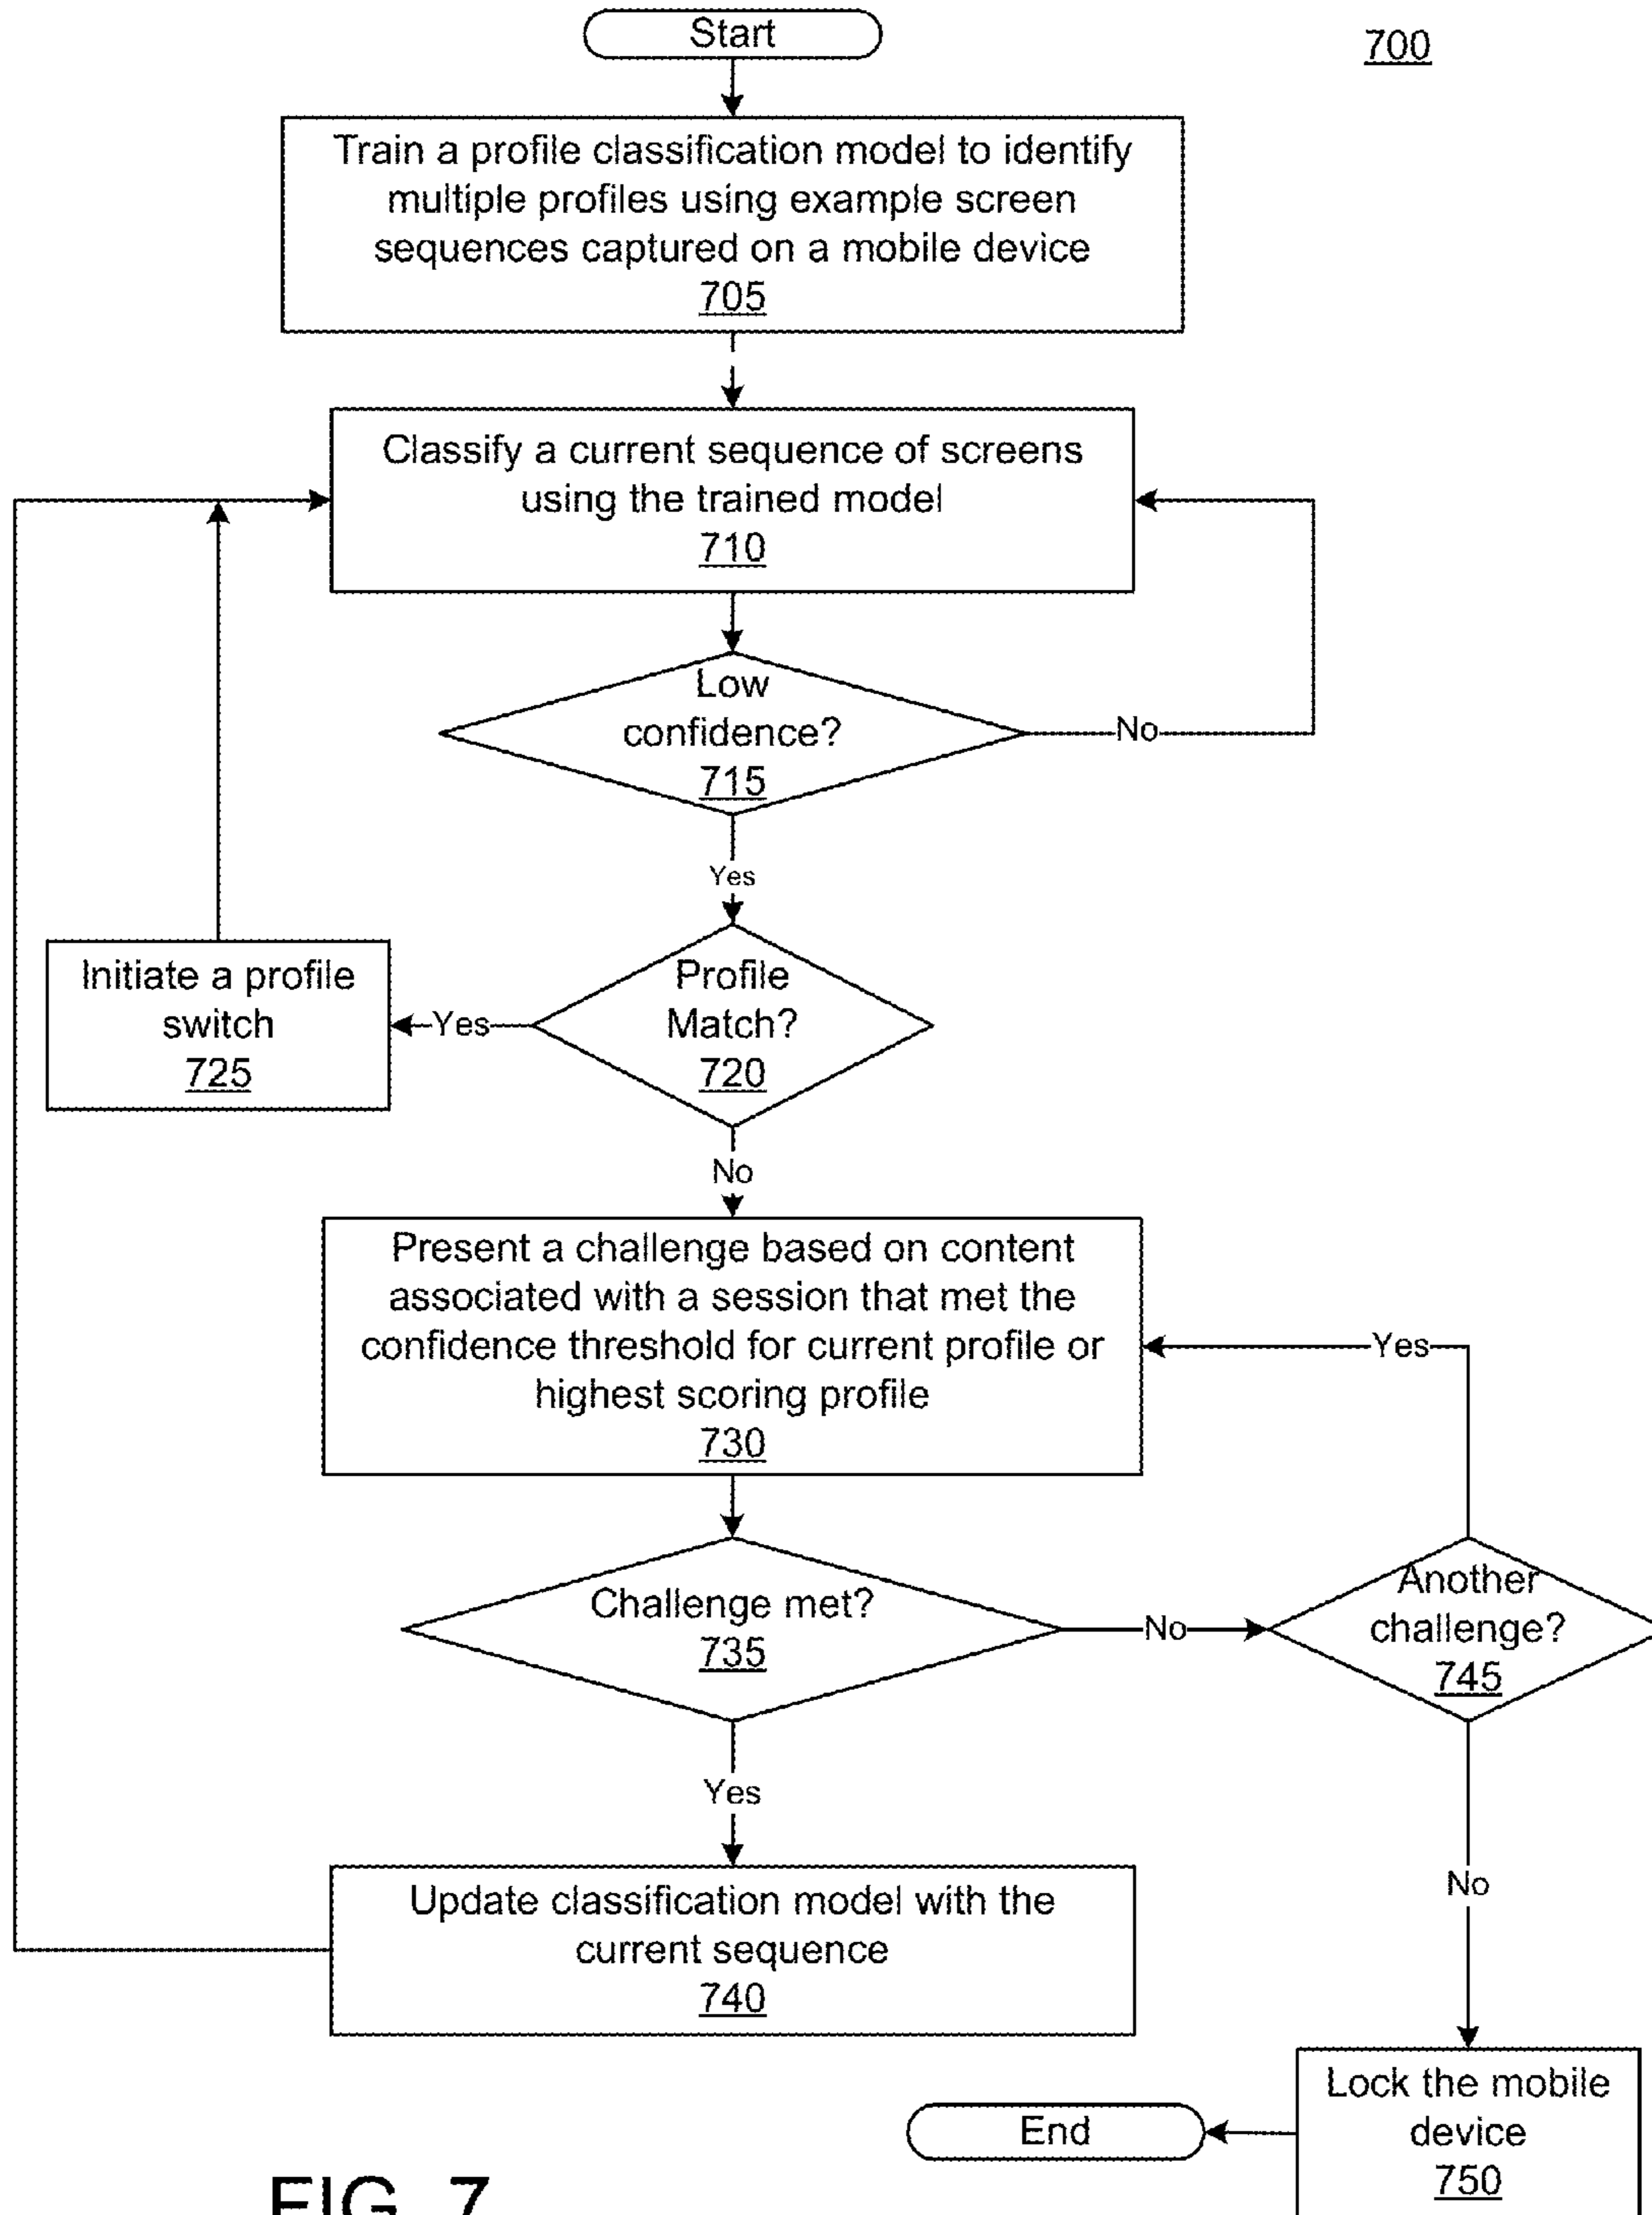 Start
700
Train a profile classification model to identify
multiple profiles using example screen
sequences captured on a mobile device
705
Classify a current sequence of screens
using the trained model
710
Low
confidence?
715
No
Yes
Initiate a profile
switch
725
Yes
Profile
Match?
720
No
Present a challenge based on content
associated with a session that met the
confidence threshold for current profile or
highest scoring profile
730
Yes
Challenge met?
735
No
Another
challenge?
745
Yes
No
Update classification model with the
current sequence
740
Lock the mobile
device
750
End
FIG. 7